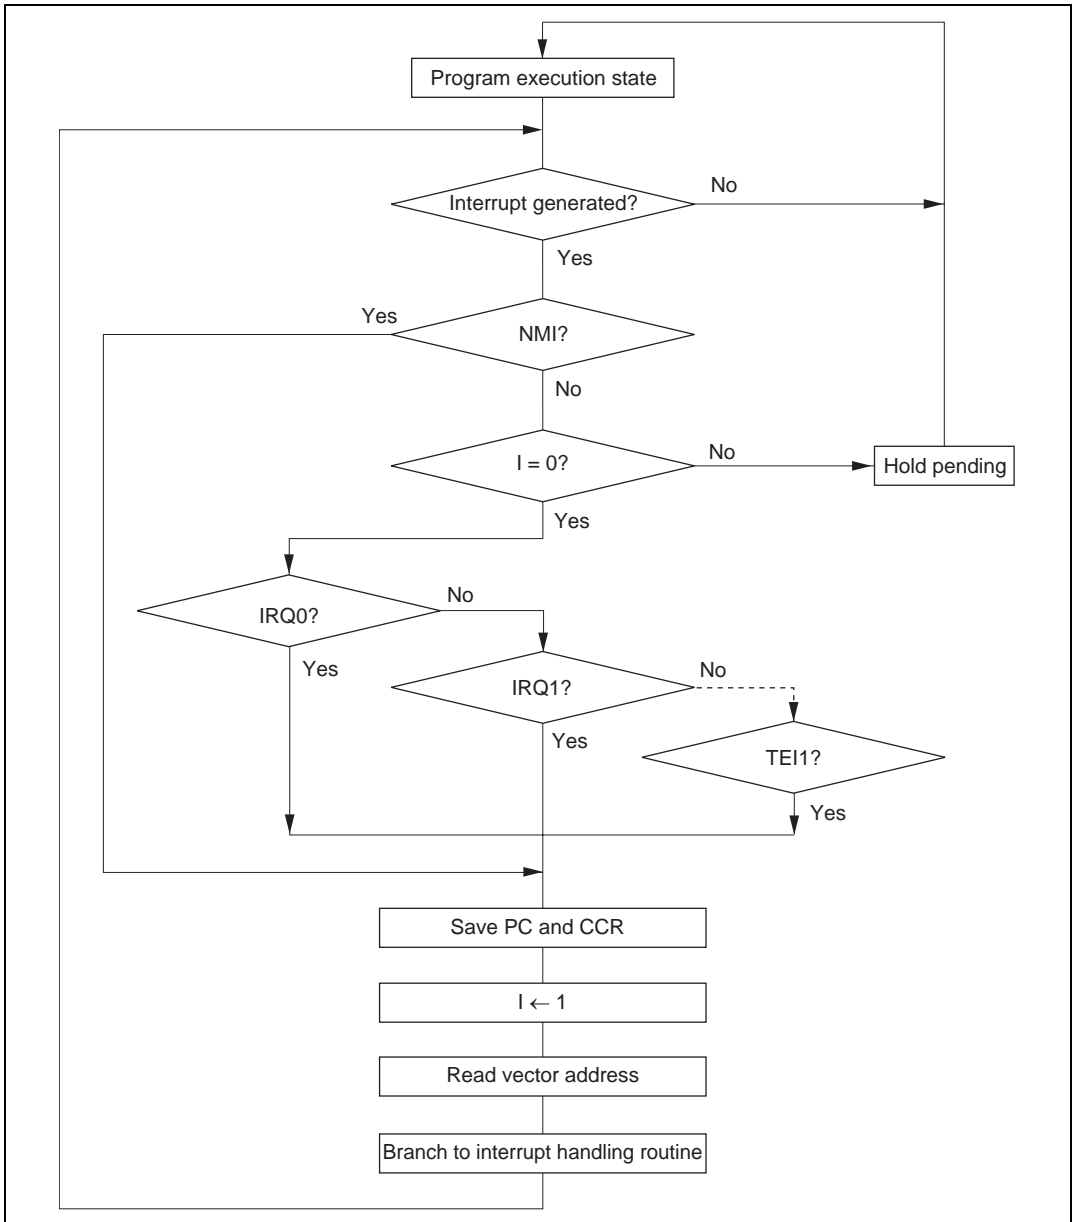 Program execution state
No
Interrupt generated?
Yes
Yes
NMI?
No
No
I = 0?
Hold pending
Yes
No
IRQ0?
Yes
No
IRQ1?
Yes
TEI1?
Yes
Save PC and CCR
I ← 1
Read vector address
Branch to interrupt handling routine